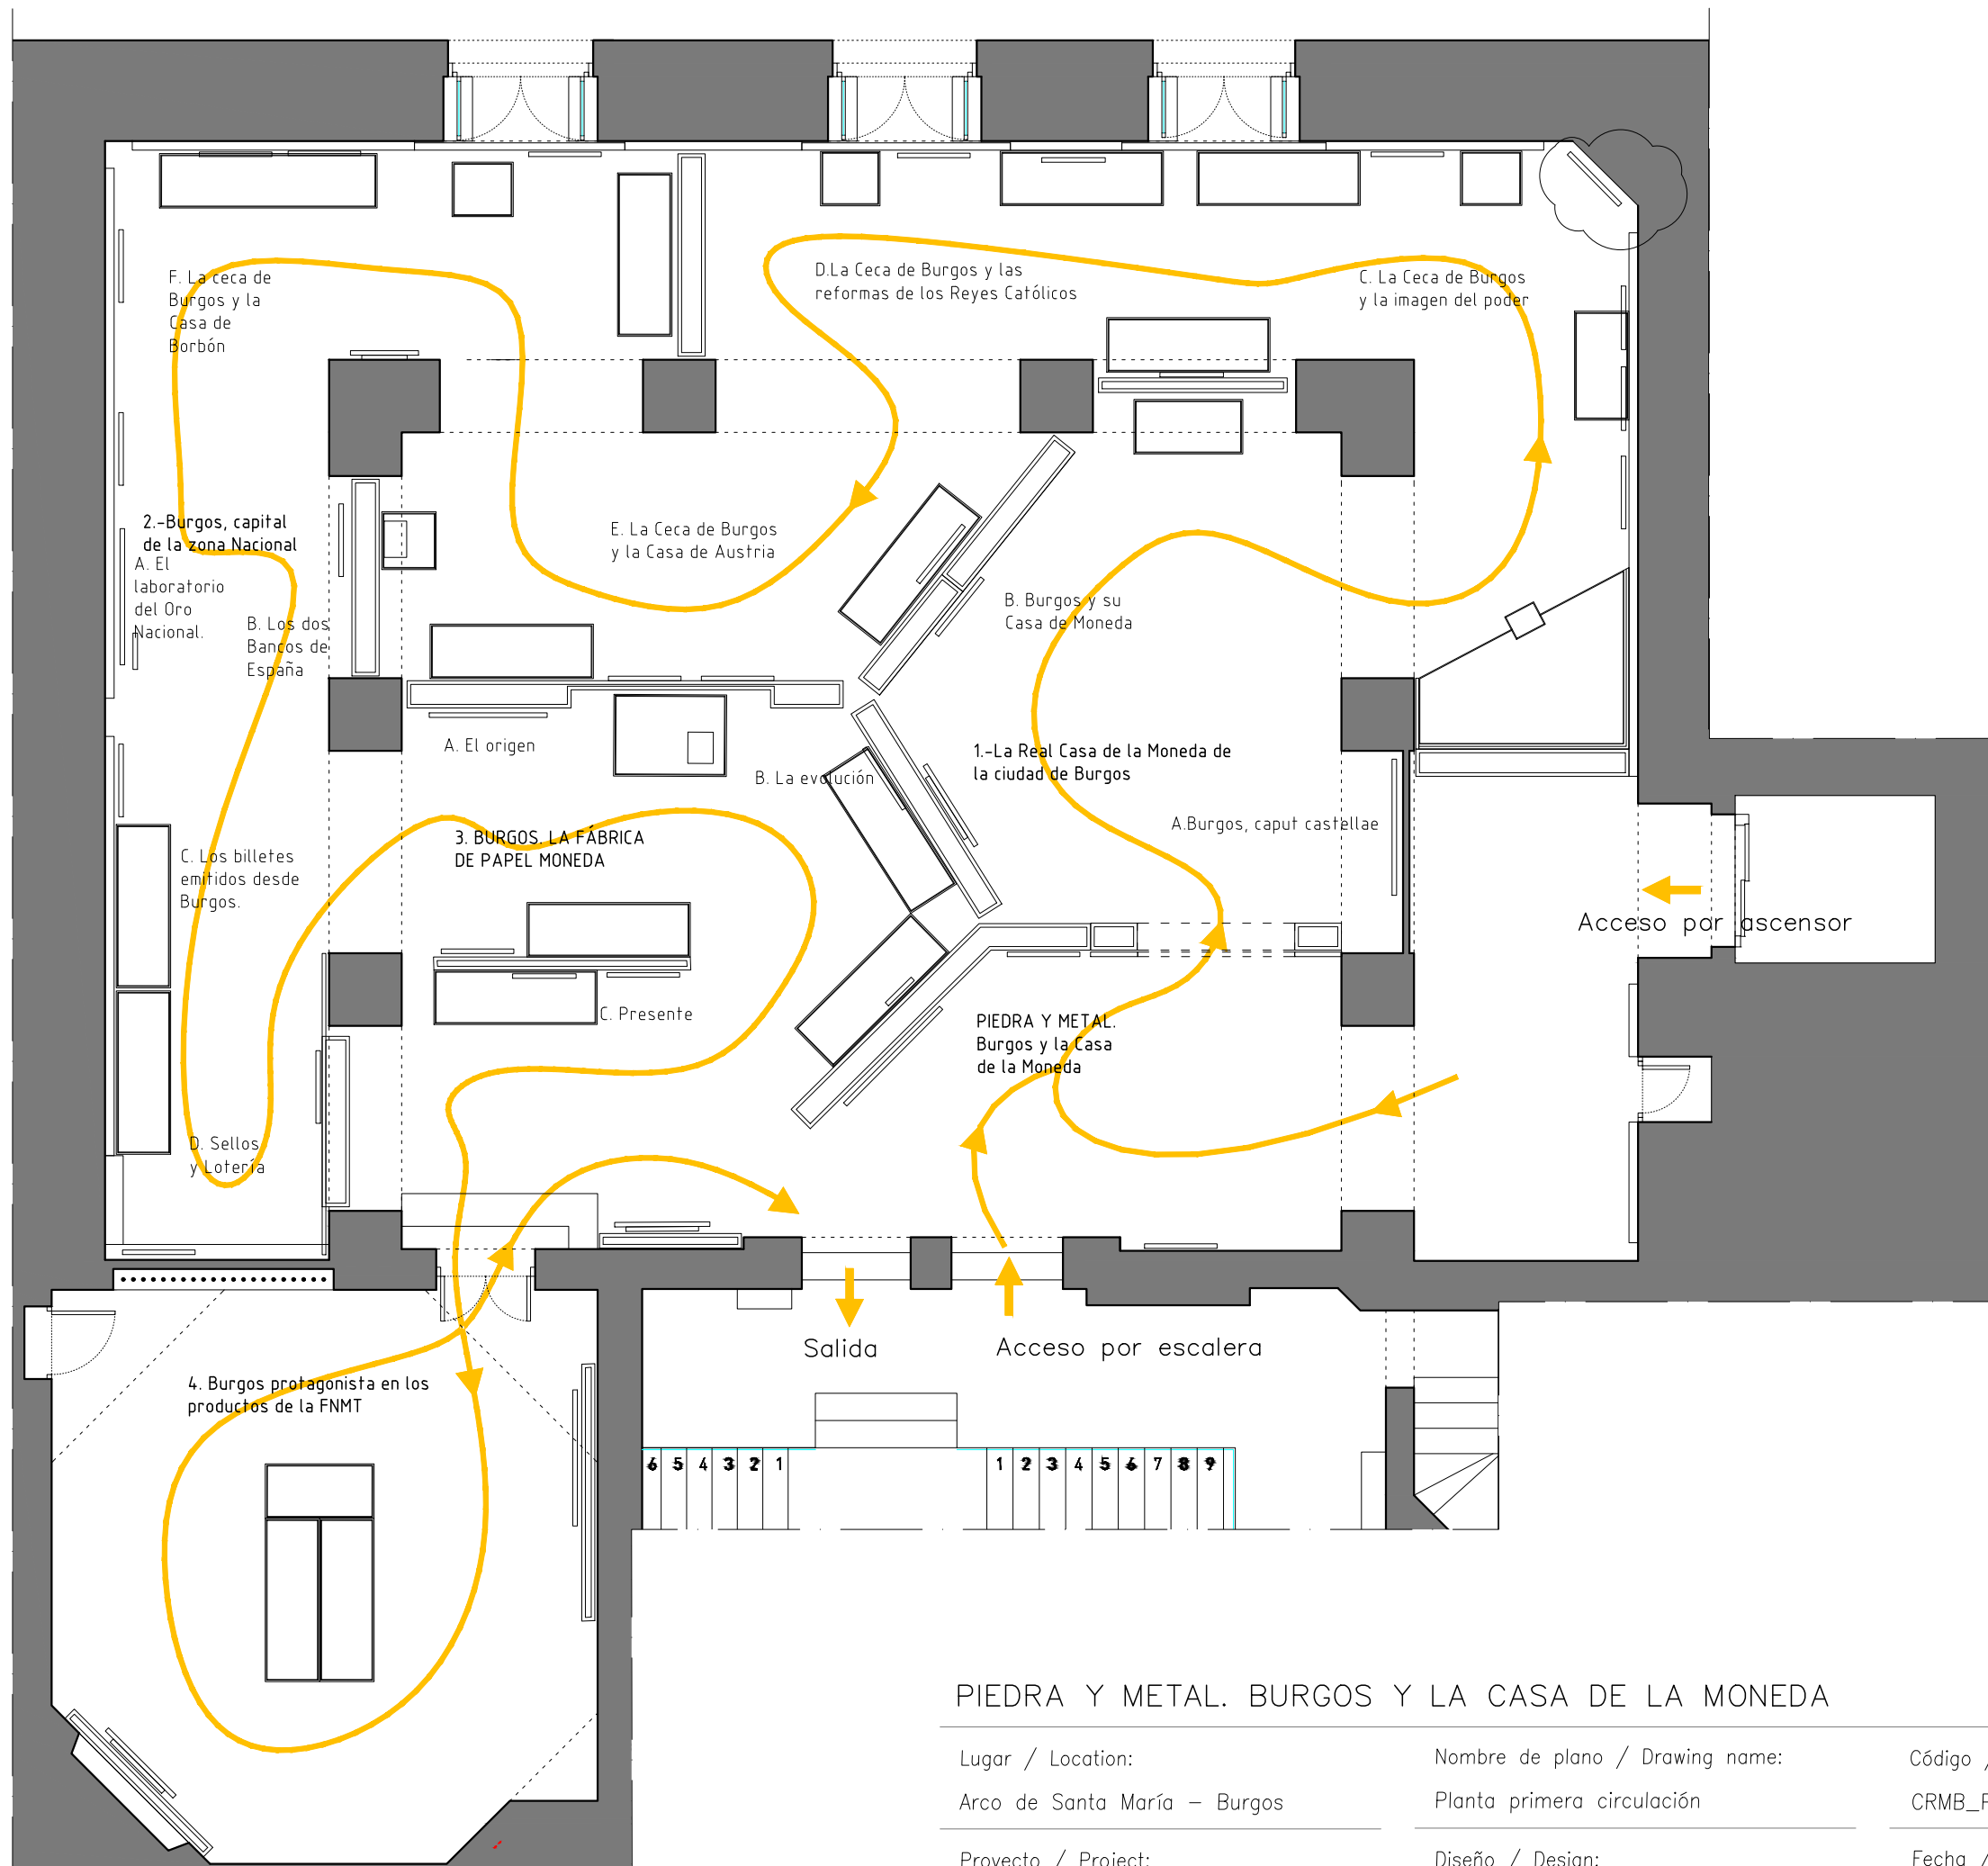 F. La ceca de
Burgos y la
Casa de
Borbón
D.La Ceca de Burgos y las
reformas de los Reyes Católicos
C. La Ceca de Burgos
y la imagen del poder
2.-Burgos, capital
de la zona Nacional
A. El
laboratorio
del Oro
Nacional.
B. Los dos
Bancos de
España
E. La Ceca de Burgos
y la Casa de Austria
B. Burgos y su
Casa de Moneda
A. El origen
B. La evolución
1.-La Real Casa de la Moneda de
la ciudad de Burgos
A.Burgos, caput castellae
3. BURGOS. LA FÁBRICA
DE PAPEL MONEDA
C. Los billetes
emitidos desde
Burgos.
Acceso por ascensor
C. Presente
PIEDRA Y METAL.
Burgos y la Casa
de la Moneda
D. Sellos
y Lotería
Salida
Acceso por escalera
4. Burgos protagonista en los
productos de la FNMT
6 5 4 3 2 1
1 2 3 4 5 6 7 8 9
PIEDRA Y METAL. BURGOS Y LA CASA DE LA MONEDA
Lugar / Location:
Arco de Santa María – Burgos
Nombre de plano / Drawing name:
Planta primera circulación
Código /
CRMB_
Proyecto / Project:
Diseño / Design:
Fecha /